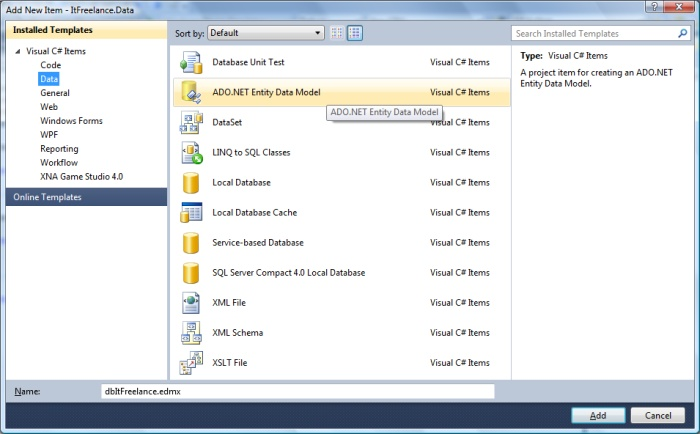 Add New Item - ItFreelance.Data
Installed Templates
Visual C# Items
Code
Data
General
Web
Windows Forms
WPF
Reporting
Workflow
XNA Game Studio 4.0
Online Templates
Sort by: Default
Database Unit Test Visual C# Items
ADO.NET Entity Data Model Visual C# Items
ADO.NET Entity Data Model
DataSet Visual C# Items
LINQ to SQL Classes Visual C# Items
Local Database Visual C# Items
Local Database Cache Visual C# Items
Service-based Database Visual C# Items
SQL Server Compact 4.0 Local Database Visual C# Items
XML File Visual C# Items
XML Schema Visual C# Items
XSLT File Visual C# Items
Search Installed Templates
Type: Visual C# Items
A project item for creating an ADO.NET
Entity Data Model.
Name: dbItFreelance.edmx
Add Cancel